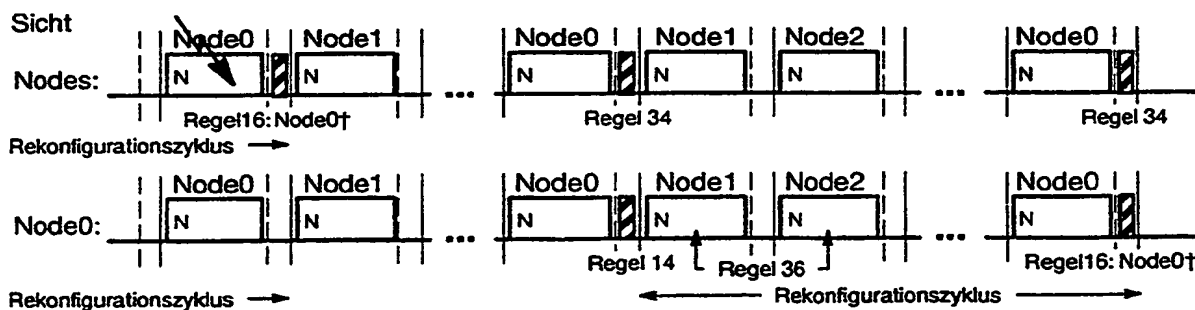 Sicht
Node0 Node1 Node0 Node1 Node2 Node0
Nodes: N N ... N N N ... N
Regel16: Node0† Regel 34 Regel 34
Rekonfigurationszyklus
Node0 Node1 Node0 Node1 Node2 Node0
Node0: N N ... N N N ... N
Regel 14 Regel 36 Regel16: Node0†
Rekonfigurationszyklus Rekonfigurationszyklus